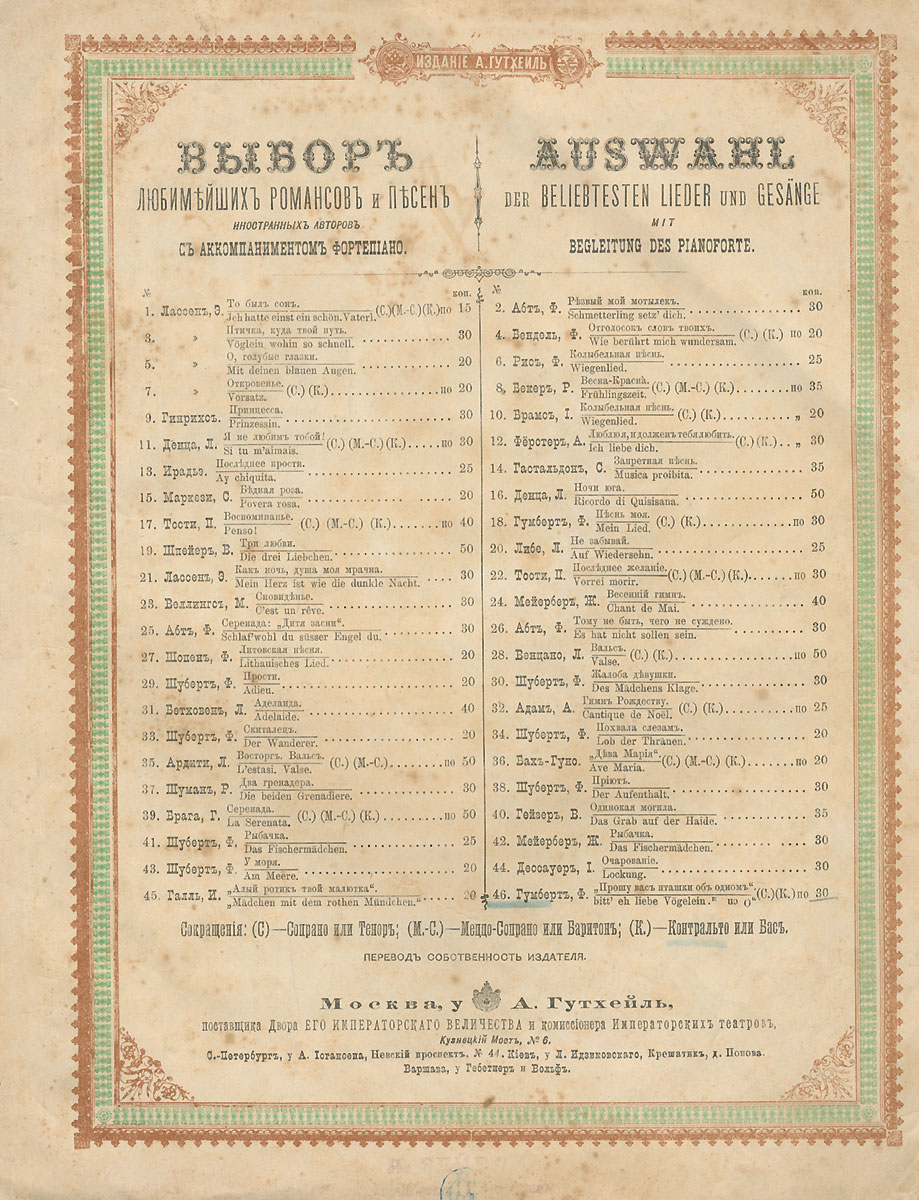 ИЗДАНІЕ А.ГУТХЕЙЛЬ
ВЫБОРЪ
ЛЮБИМѢЙШИХЪ РОМАНСОВЪ и ПѢСЕНЪ
ИНОСТРАННЫХЪ АВТОРОВЪ
СЪ АККОМПАНИМЕНТОМЪ ФОРТЕПІАНО.
AUSWAHL
DER BELIEBTESTEN LIEDER UND GESÄNGE
MIT
BEGLEITUNG DES PIANOFORTE.
№ коп.
1. Лассенъ, Э. То былъ сонъ. (С.)(М.-С.)(К.) по 15
Ich hatte einst ein schön. Vaterl.
3. " Птичка, куда твой путь. 30
Vöglein wohin so schnell.
5. " О, голубые глазки. 20
Mit deinen blauen Augen.
7. " Откровенье. (С.) (К.) по 20
Vorsatz.
9. Гинрихсъ. Принцесса. 30
Prinzessin.
11. Денца, Л. Я не любимъ тобой! (С.) (М.-С.) (К.) по 30
Si tu m'aimais.
13. Ирадьэ. Послѣднее прости. 25
Ay chiquita.
15. Маркези, С. Бѣдная роза. 20
Povera rosa.
17. Тости, П. Воспоминанье. (С.) (М.-С.) (К.) по 40
Penso!
19. Шпейеръ, В. Три любви. 50
Die drei Liebchen.
21. Лассенъ, Э. Какъ ночь, душа моя мрачна. 30
Mein Herz ist wie die dunkle Nacht.
23. Веллингсъ, М. Сновидѣнье. 30
C'est un rêve.
25. Абтъ, Ф. Серенада: „Дитя засни“. 30
Schlaf'wohl du süsser Engel du.
27. Шопенъ, Ф. Литовская пѣсня. 20
Lithauisches Lied.
29. Шубертъ, Ф. Прости. 20
Adieu.
31. Бетховенъ, Л. Аделаида. 40
Adelaide.
33. Шубертъ, Ф. Скиталецъ. 20
Der Wanderer.
35. Ардити, Л. Восторгъ. Вальсъ. (С.) (М.-С.) по 50
L'estasi. Valse.
37. Шуманъ, Р. Два гренадера. 30
Die beiden Grenadiere.
39. Брага, Г. Серенада. (С.) (М.-С.) (К.) по 50
La Serenata.
41. Шубертъ, Ф. Рыбачка. 25
Das Fischermädchen.
43. Шубертъ, Ф. У моря. 20
Am Meere.
45. Галль, И. „Алый ротикъ твой малютка“. 20
„Mädchen mit dem rothen Mündchen.“
№ коп.
2. Абтъ, Ф. Рѣзвый мой мотылекъ. 30
Schmetterling setz' dich.
4. Вендель, Ф. Отголосокъ словъ твоихъ. (С.) (К.) по 20
Wie berührt mich wundersam.
6. Рисъ, Ф. Колыбельная пѣснь. 25
Wiegenlied.
8. Бекеръ, Р. Весна-Красна. (С.) (М.-С.) (К.) по 35
Frühlingszeit.
10. Брамсъ, І. Колыбельная пѣснь. (С.) (К.) „ 20
Wiegenlied.
12. Фёрстеръ, А. Люблю я, и долженъ тебя любить. (С.) (К.) „ 30
Ich liebe dich.
14. Гастальдонъ, С. Запретная пѣснь. 35
Musica proibita.
16. Денца, Л. Ночи юга. 50
Ricordo di Quisisana.
18. Гумбертъ, Ф. Пѣснь моя. (С.) (К.) по 30
Mein Lied.
20. Либе, Л. Не забывай. 25
Auf Wiedersehn.
22. Тости, П. Послѣднее желаніе. (С.) (М.-С.) (К.) по 30
Vorrei morir.
24. Мейерберъ, Ж. Весенній гимнъ. 40
Chant de Mai.
26. Абтъ, Ф. Тому не быть, чего не суждено. 30
Es hat nicht sollen sein.
28. Венцано, Л. Вальсъ. (С.) (К.) по 50
Valse.
30. Шубертъ, Ф. Жалоба дѣвушки. 30
Des Mädchens Klage.
32. Адамъ, А. Гимнъ Рождеству. (С.) (К.) по 25
Cantique de Noël.
34. Шубертъ, Ф. Похвала слезамъ. 20
Lob der Thränen.
36. Бахъ-Гуно. „Дѣва Марія“. (С.) (М.-С.) (К.) по 20
Ave Maria.
38. Шубертъ, Ф. Пріютъ. 30
Der Aufenthalt.
40. Гейзеръ, В. Одинокая могила. 35
Das Grab auf der Haide.
42. Мейерберъ, Ж. Рыбачка. 30
Das Fischermädchen.
44. Дессауеръ, І. Очарованіе. 30
Lockung.
46. Гумбертъ, Ф. „Прошу васъ пташки объ одномъ“. (С.)(К.) по 30
bitt' eh liebe Vögelein.
Сокращенія: (С)—Сопрано или Теноръ; (М.-С.)—Меццо-Сопрано или Баритонъ; (К.)—Контральто или Басъ.
ПЕРЕВОДЪ СОБСТВЕННОСТЬ ИЗДАТЕЛЯ.
Москва, у А. Гутхейль,
поставщика Двора ЕГО ИМПЕРАТОРСКАГО ВЕЛИЧЕСТВА и комиссіонера Императорскихъ театровъ,
Кузнецкій Мостъ, № 6.
С.-Петербургъ, у А. Іогансена, Невскій проспектъ, № 44. Кіевъ, у Л. Идзиковскаго, Крещатик, д. Попова.
Варшава, у Гебетнеръ и Вольфъ.